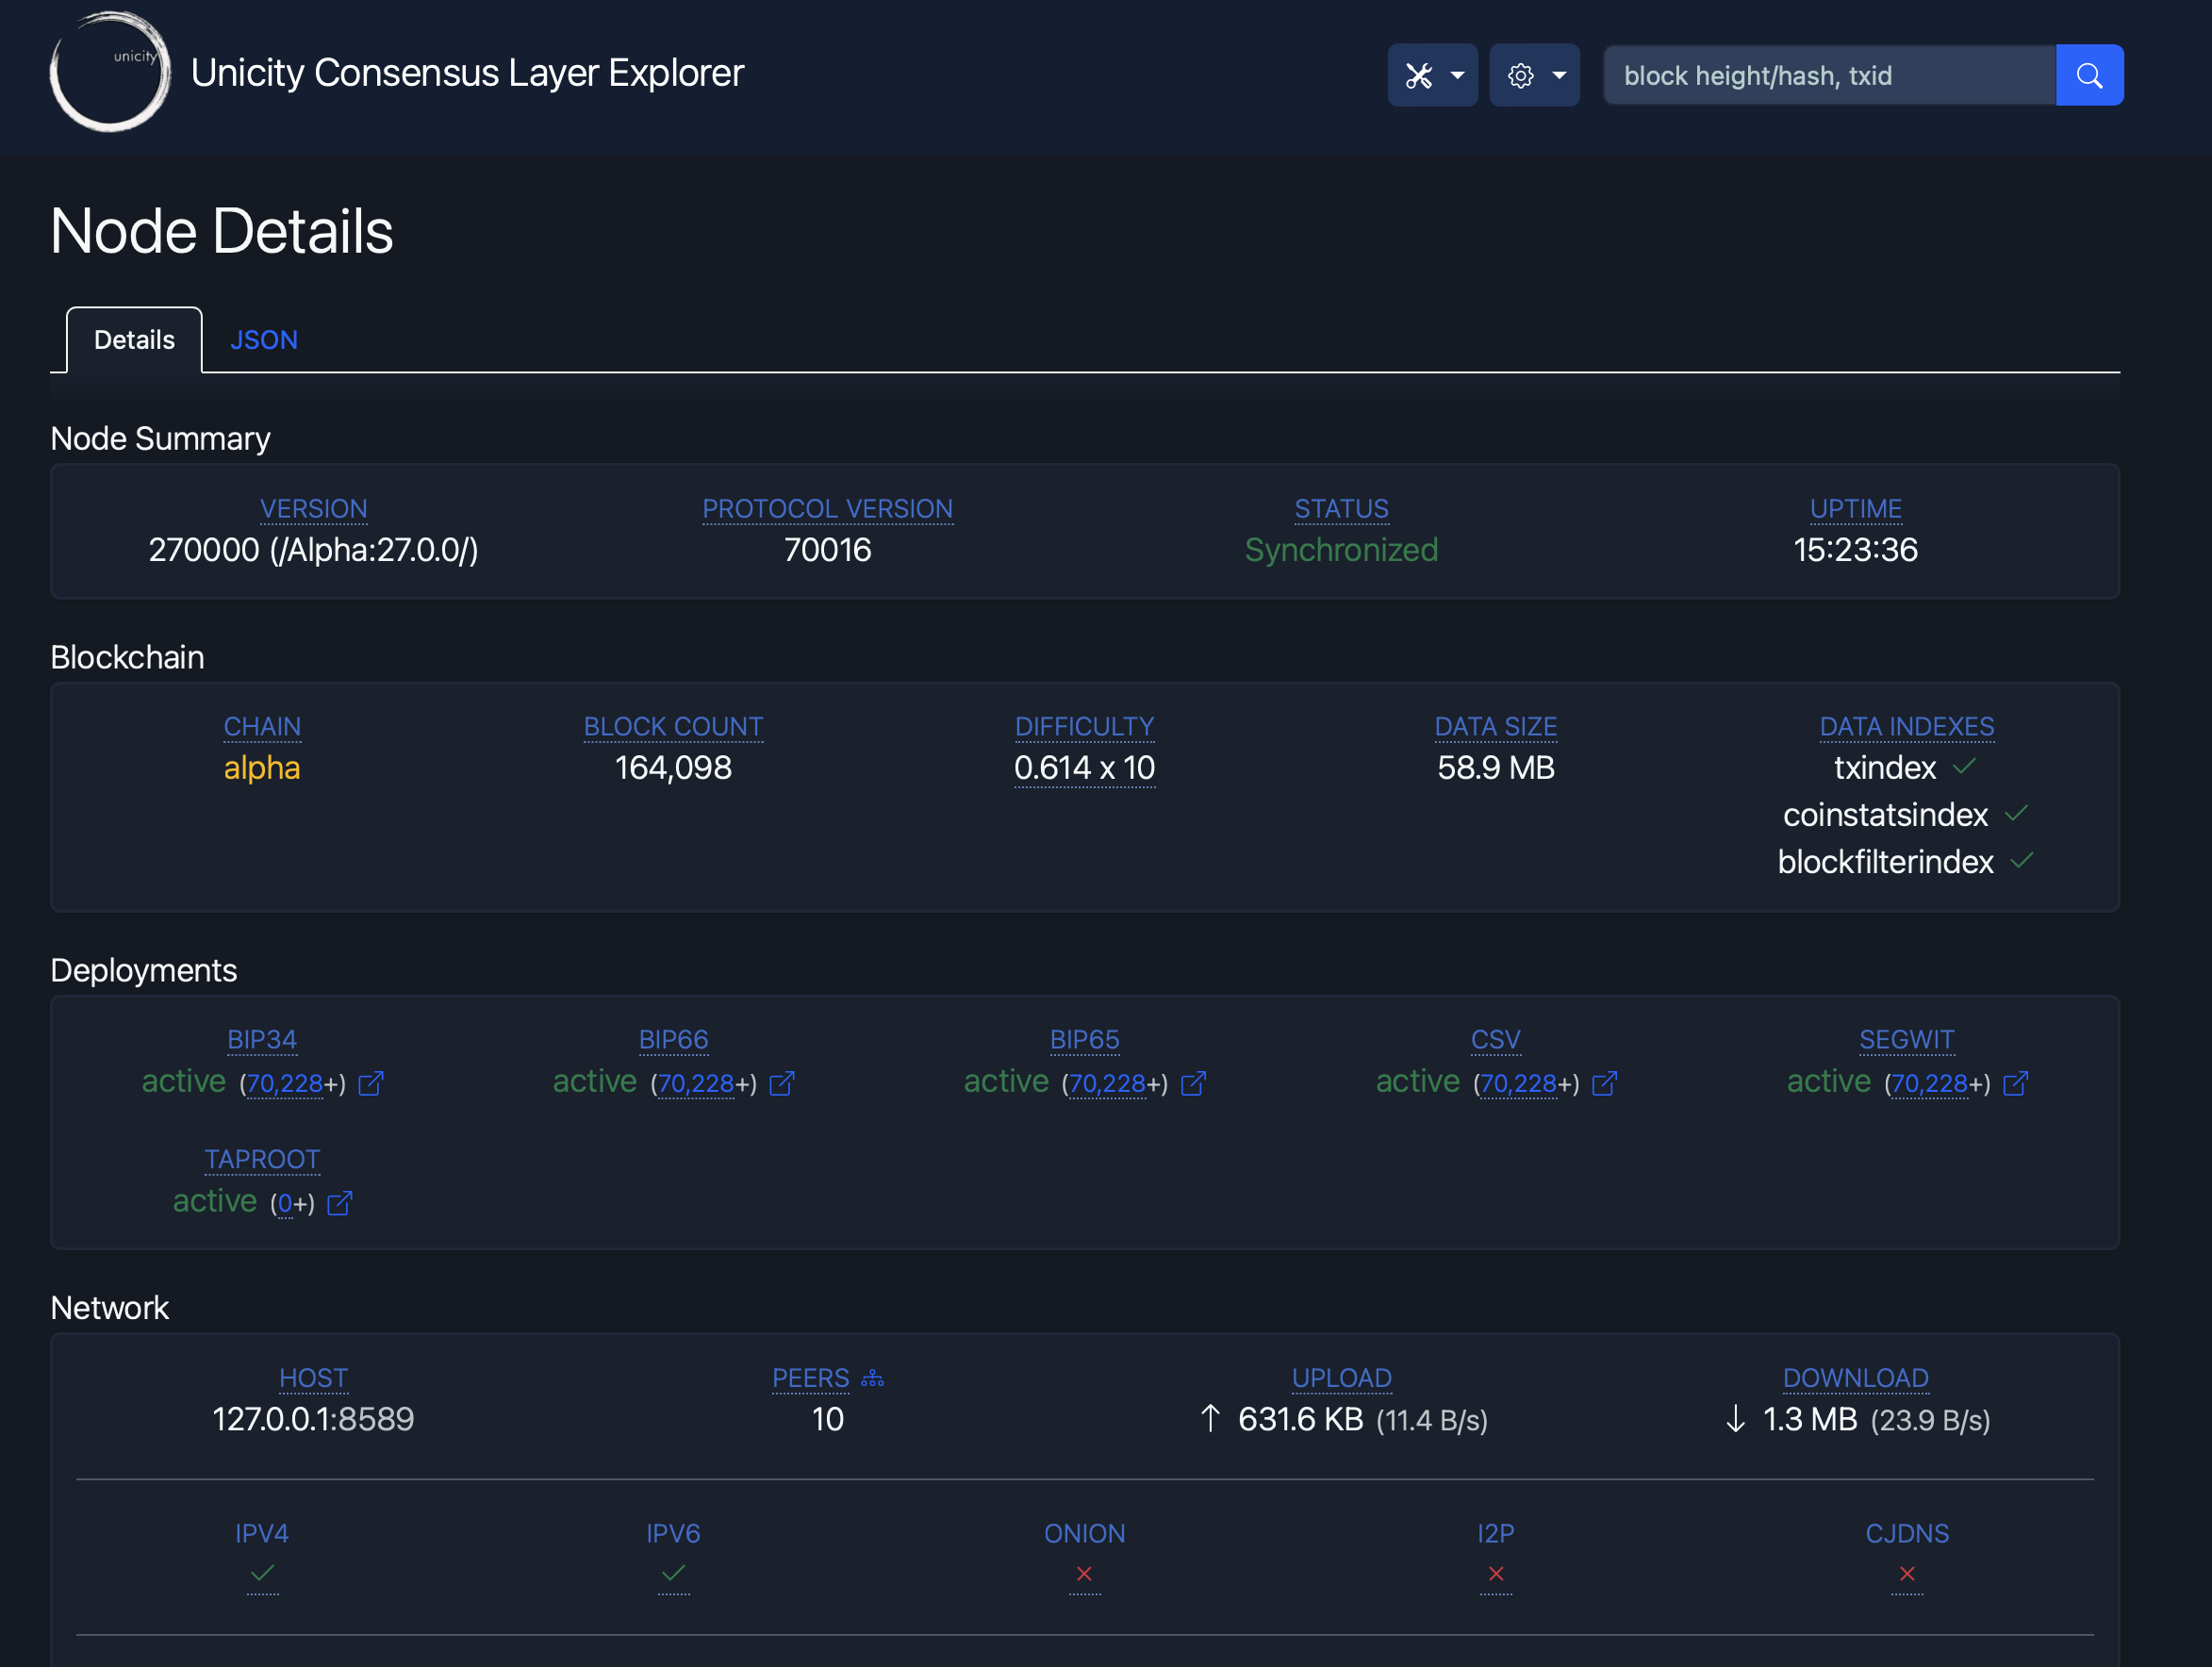 unicity
Unicity Consensus Layer Explorer
block height/hash, txid
Node Details
Details JSON
Node Summary
VERSION PROTOCOL VERSION STATUS UPTIME
270000 (/Alpha:27.0.0/) 70016 Synchronized 15:23:36
Blockchain
CHAIN BLOCK COUNT DIFFICULTY DATA SIZE DATA INDEXES
alpha 164,098 0.614 x 10 58.9 MB txindex
coinstatsindex
blockfilterindex
Deployments
BIP34 BIP66 BIP65 CSV SEGWIT
active (70,228+) active (70,228+) active (70,228+) active (70,228+) active (70,228+)
TAPROOT
active (0+)
Network
HOST PEERS UPLOAD DOWNLOAD
127.0.0.1:8589 10 ↑ 631.6 KB (11.4 B/s) ↓ 1.3 MB (23.9 B/s)
IPV4 IPV6 ONION I2P CJDNS